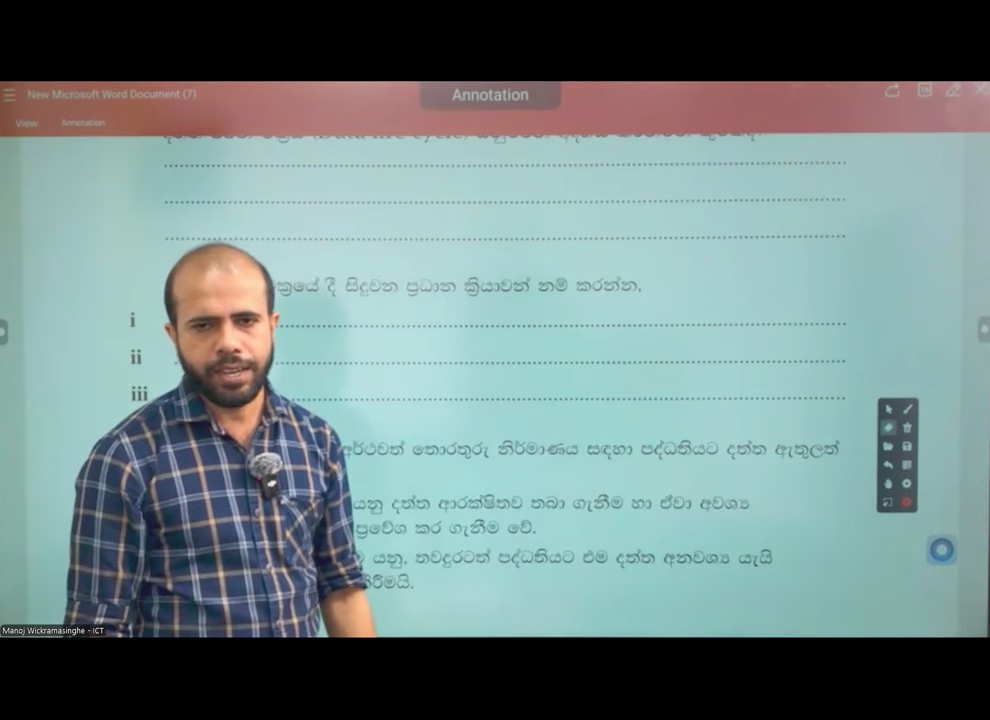 New Microsoft Word Document (7)
Annotation
View Annotation
ක්‍රයේ දී සිදුවන ප්‍රධාන ක්‍රියාවන් නම් කරන්න,
i
ii
iii
අර්ථවත් තොරතුරු නිර්මාණය සඳහා පද්ධතියට දත්ත ඇතුලත්
යනු දත්ත ආරක්ෂිතව තබා ගැනීම හා ඒවා අවශ්‍ය
ප්‍රවේශ කර ගැනීම වේ.
යනු, තවදුරටත් පද්ධතියට එම දත්ත අනවශ්‍ය යැයි
කිරීමයි.
Manoj Wickramasinghe - ICT